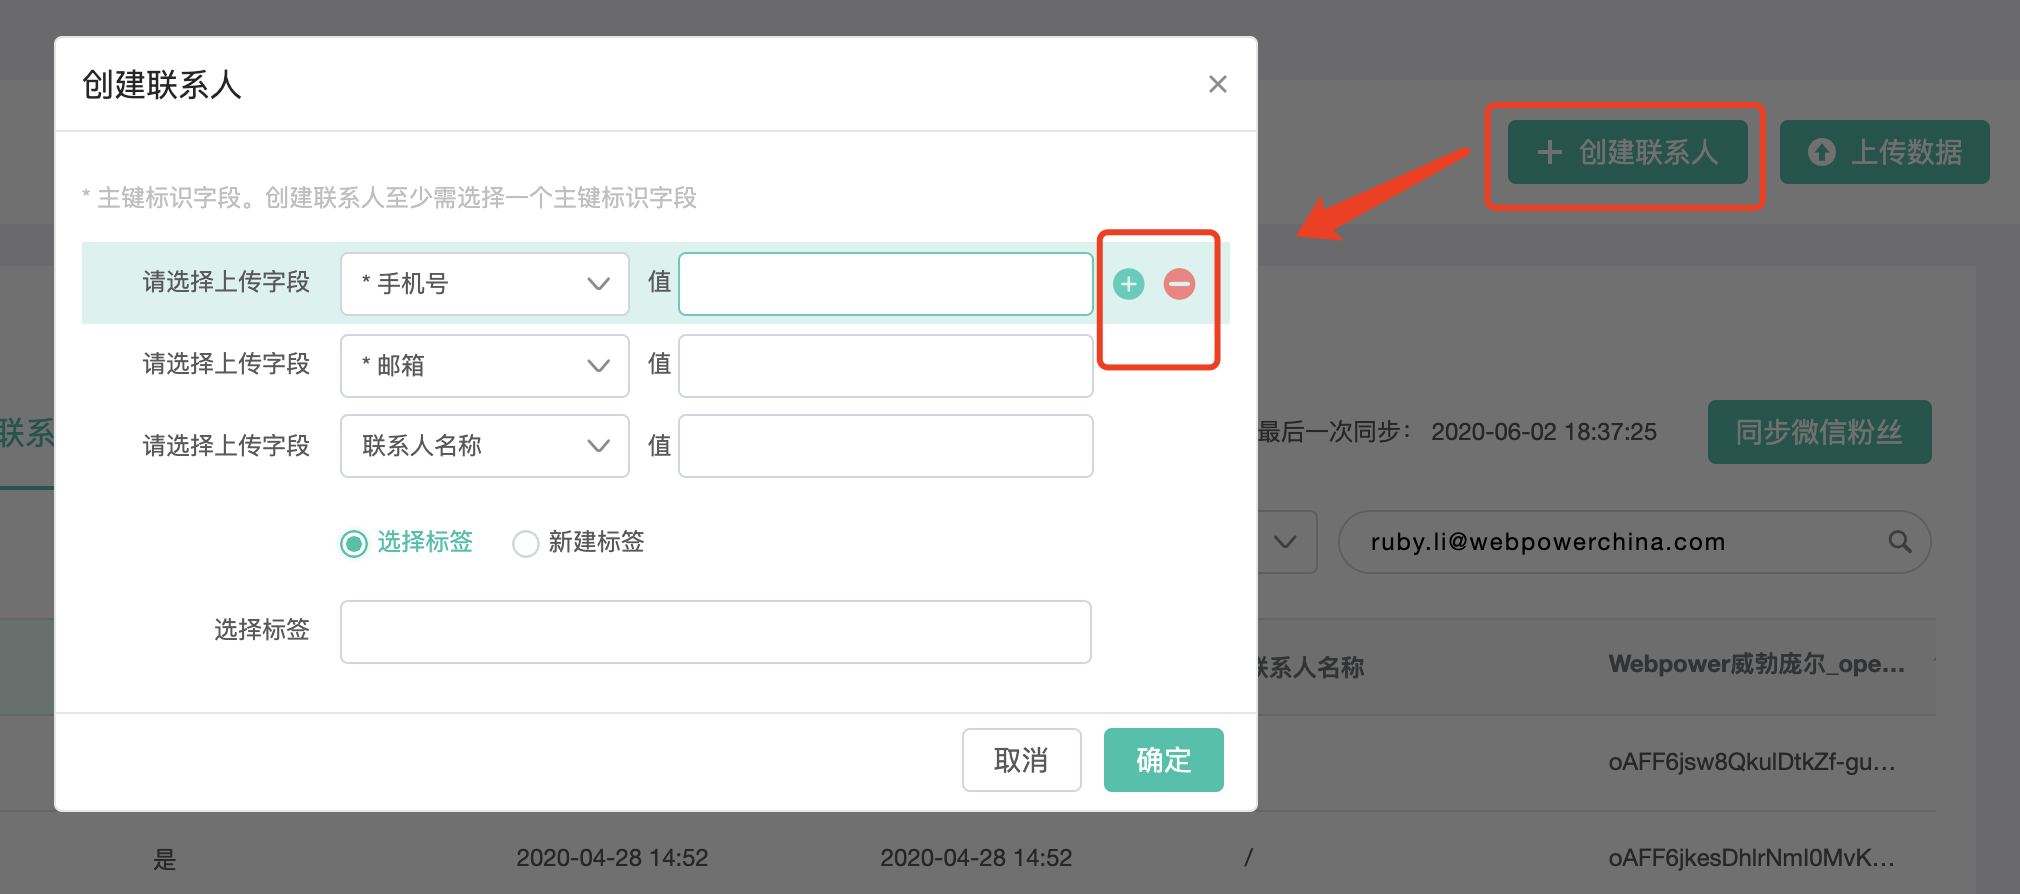 创建联系人
* 主键标识字段。创建联系人至少需选择一个主键标识字段
请选择上传字段 * 手机号 值
请选择上传字段 * 邮箱 值
请选择上传字段 联系人名称 值
选择标签 新建标签
选择标签
取消 确定
创建联系人 上传数据
联系
最后一次同步： 2020-06-02 18:37:25 同步微信粉丝
ruby.li@webpowerchina.com
联系人名称 Webpower威勃庞尔_ope...
oAFF6jsw8QkulDtkZf-gu...
是 2020-04-28 14:52 2020-04-28 14:52 / oAFF6jkesDhlrNml0MvK...